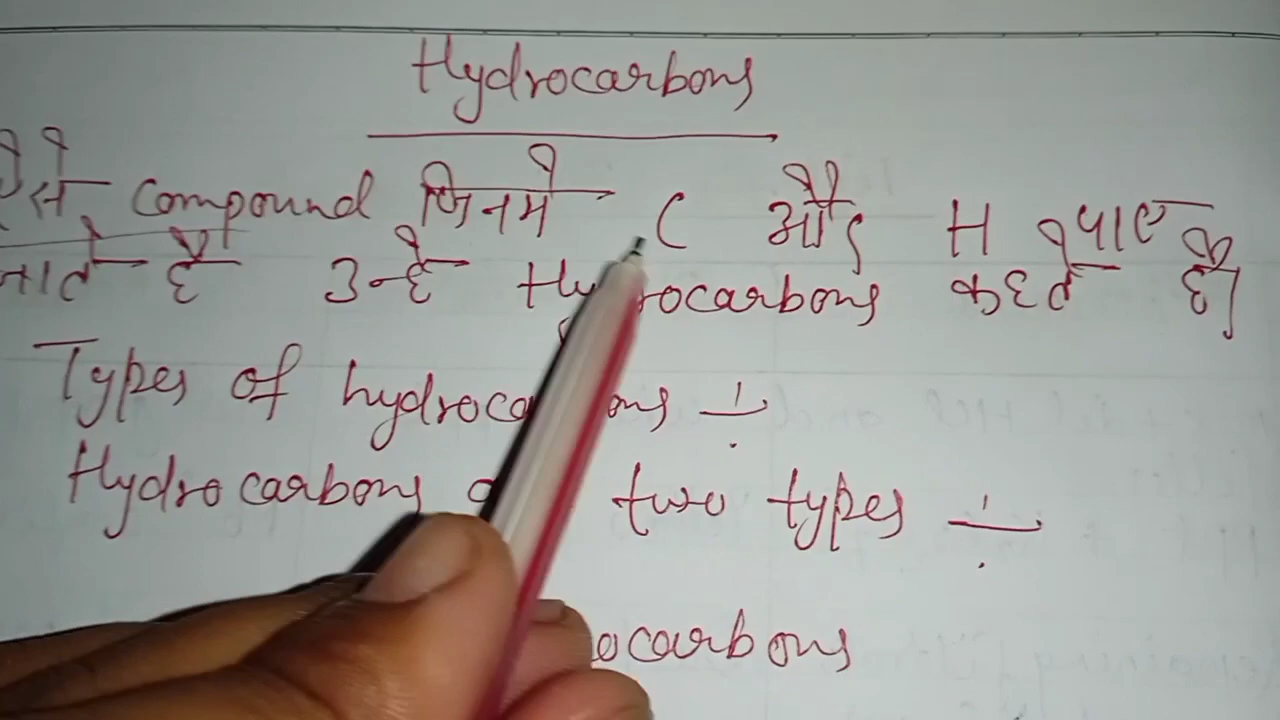 Hydrocarbons
Compound जिनमें C और H पाया
जाता है उन्हें Hydrocarbons कहते हैं
Types of hydrocarbons ÷
Hydrocarbons two types ÷
ocarbons